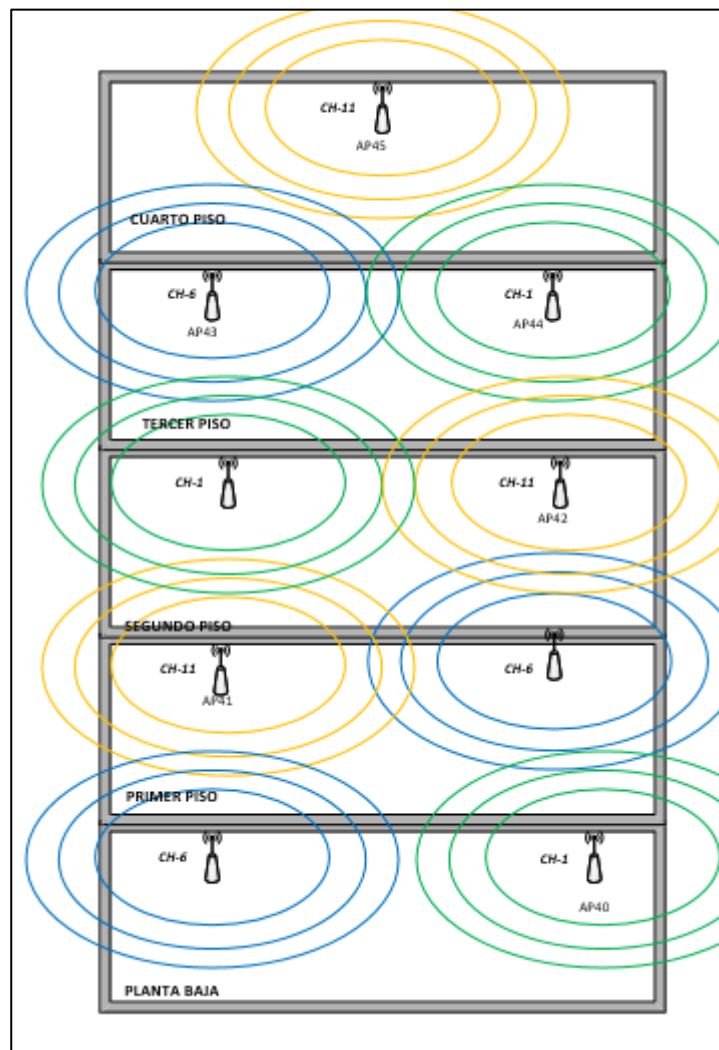 CH-11
AP45
CUARTO PISO
CH-6
AP43
CH-1
AP44
TERCER PISO
CH-1
CH-11
AP42
SEGUNDO PISO
CH-11
AP41
CH-6
PRIMER PISO
CH-6
CH-1
AP40
PLANTA BAJA